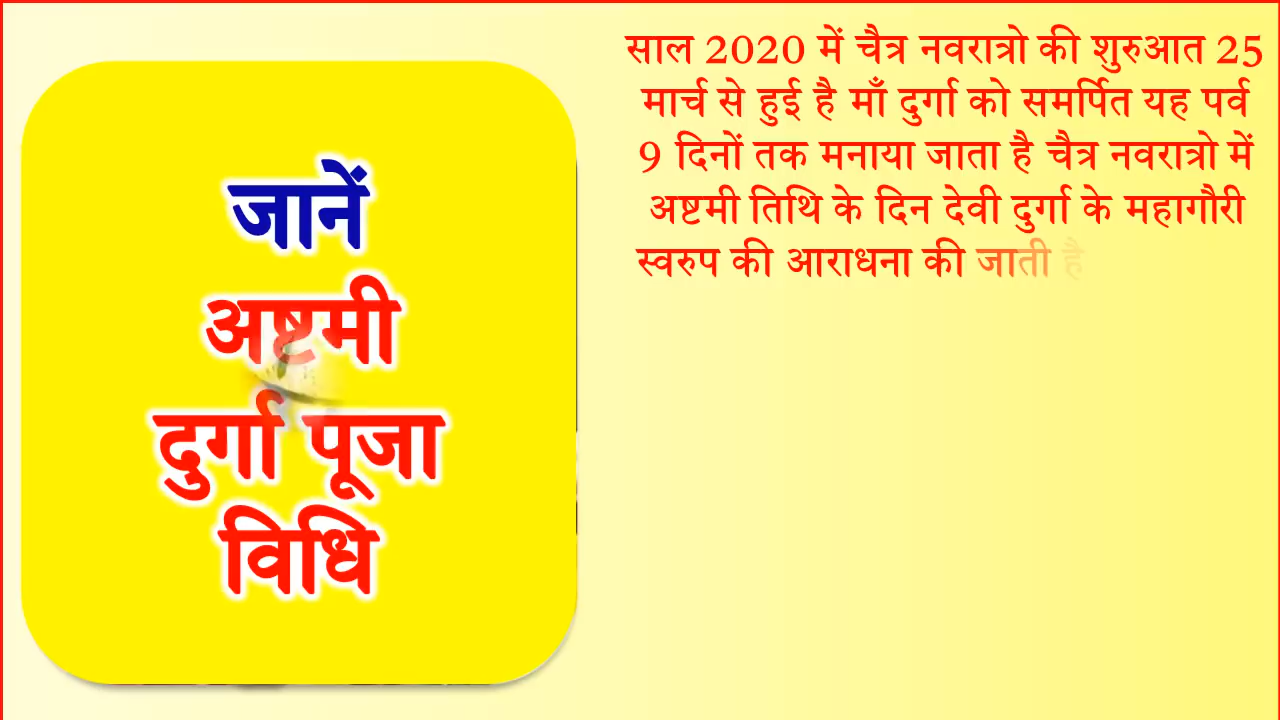 जानें
अष्टमी
दुर्गा पूजा
विधि
साल 2020 में चैत्र नवरात्रो की शुरुआत 25
मार्च से हुई है माँ दुर्गा को समर्पित यह पर्व
9 दिनों तक मनाया जाता है चैत्र नवरात्रो में
अष्टमी तिथि के दिन देवी दुर्गा के महागौरी
स्वरुप की आराधना की जाती है